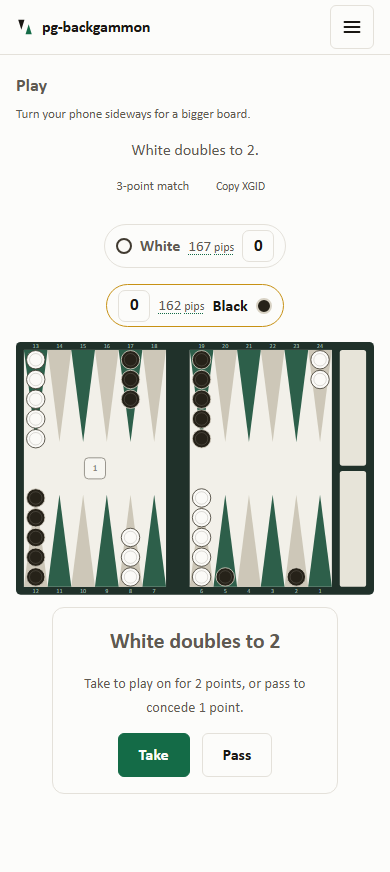 pg-backgammon
Play
Turn your phone sideways for a bigger board.
White doubles to 2.
3-point match Copy XGID
White 167 pips 0
0 162 pips Black
13 14 15 16 17 18 19 20 21 22 23 24
1
12 11 10 9 8 7 6 5 4 3 2 1
White doubles to 2
Take to play on for 2 points, or pass to
concede 1 point.
Take Pass